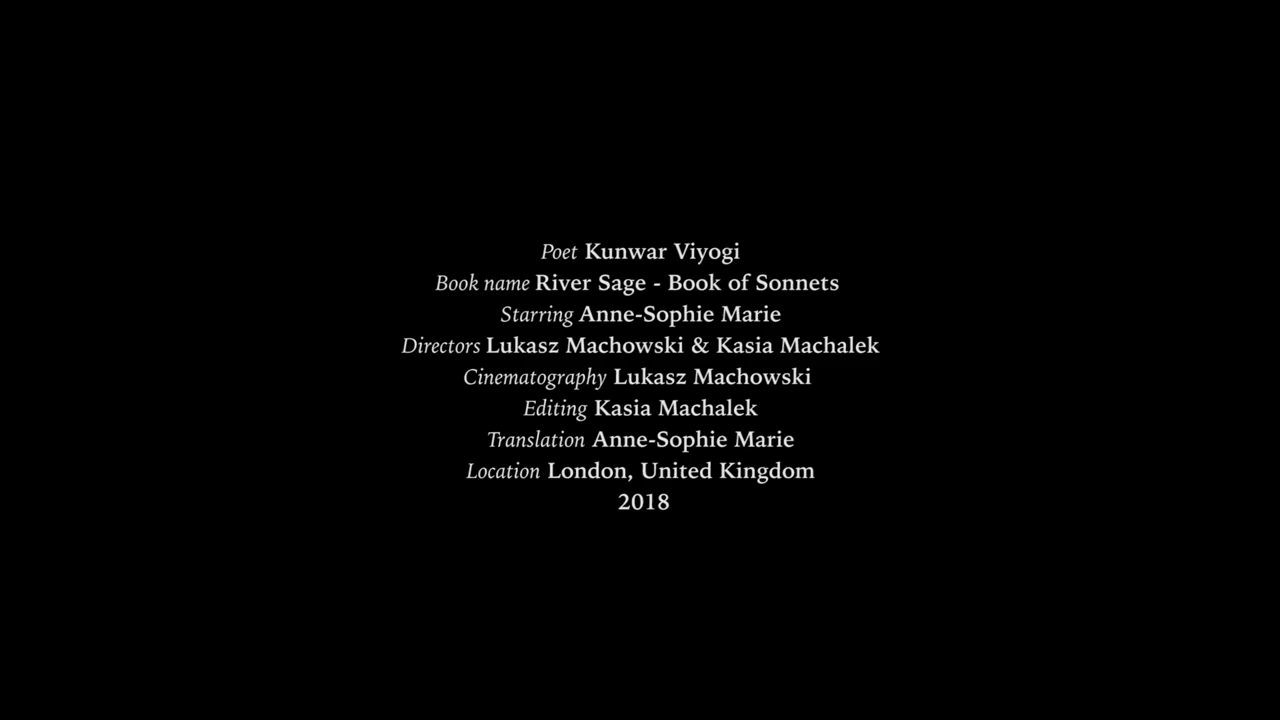 Poet Kunwar Viyogi
Book name River Sage - Book of Sonnets
Starring Anne-Sophie Marie
Directors Lukasz Machowski & Kasia Machalek
Cinematography Lukasz Machowski
Editing Kasia Machalek
Translation Anne-Sophie Marie
Location London, United Kingdom
2018